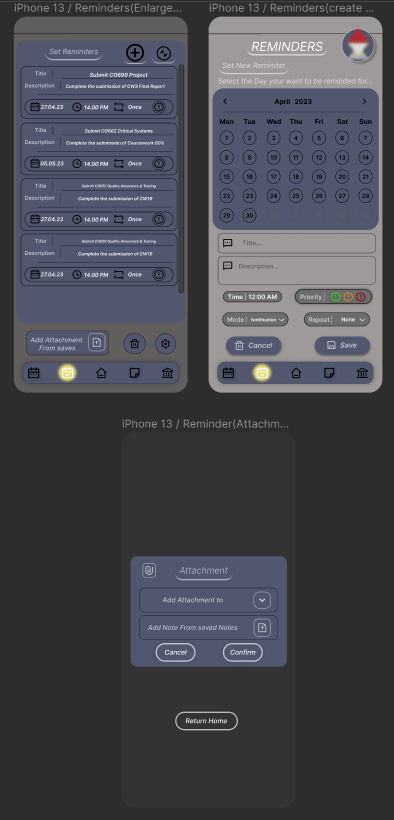 iPhone 13 / Reminders(Enlarge...
iPhone 13 / Reminders(create ...
Set Reminders
Title
Submit CO699 Project
Description
Complete the submission of CW3 Final Report
27.04.23
14.00 PM
Once
Title
Submit CO662 Critical Systems
Description
Complete the submission of Coursework 60%
05.05.23
14.00 PM
Once
Title
Submit CO651 Quality Assurance & Testing
Description
Complete the submission of CW1B
27.04.23
14.00 PM
Once
Title
Submit CO651 Quality Assurance & Testing
Description
Complete the submission of CW1B
27.04.23
14.00 PM
Once
Add Attachment
From saves
REMINDERS
Set New Reminder
Select the Day your want to be reminded for...
April 2023
Mon Tue Wed Thu Fri Sat Sun
1 2 3 4 5 6 7
8 9 10 11 12 13 14
15 16 17 18 19 20 21
22 23 24 25 26 27 28
29 30
Title...
Description...
Time | 12:00 AM
Priority |
Mode | Notification
Repeat | None
Cancel
Save
iPhone 13 / Reminder(Attachm...
Attachment
Add Attachment to
Add Note From saved Notes
Cancel
Confirm
Return Home